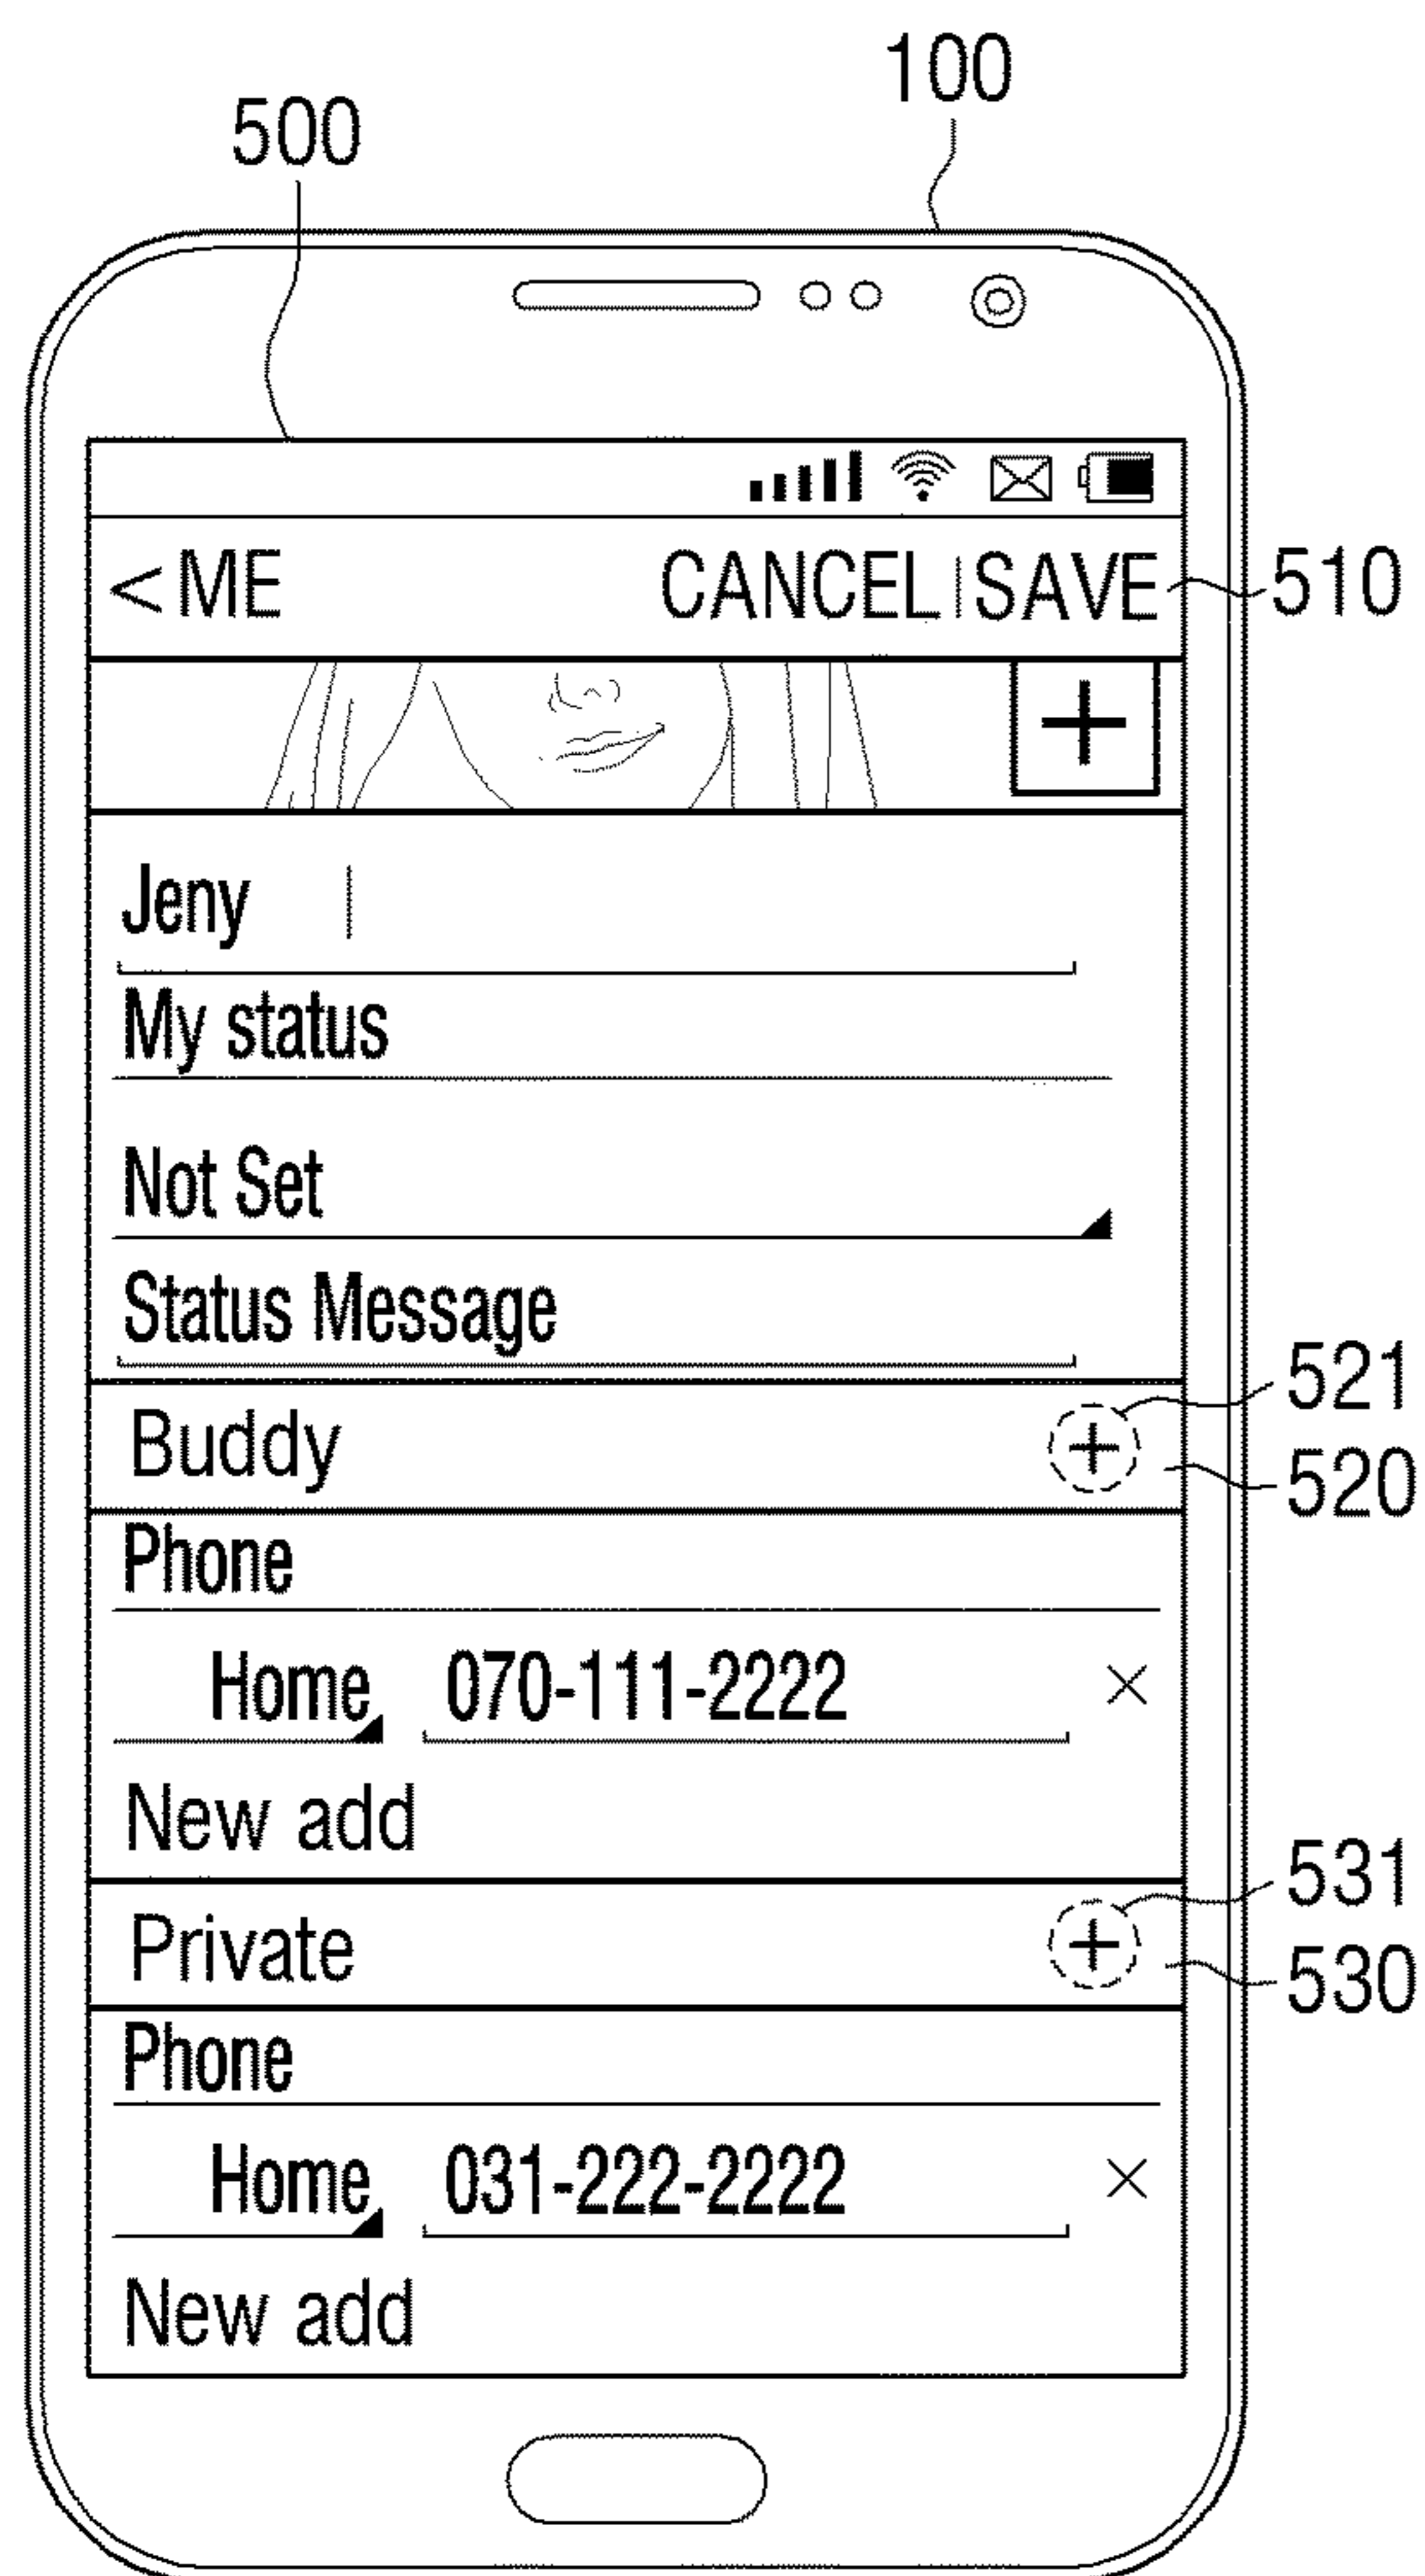 100
500
< ME CANCEL|SAVE 510
Jeny
My status
Not Set
Status Message
521
Buddy + 520
Phone
Home 070-111-2222 ×
New add
531
Private + 530
Phone
Home 031-222-2222 ×
New add